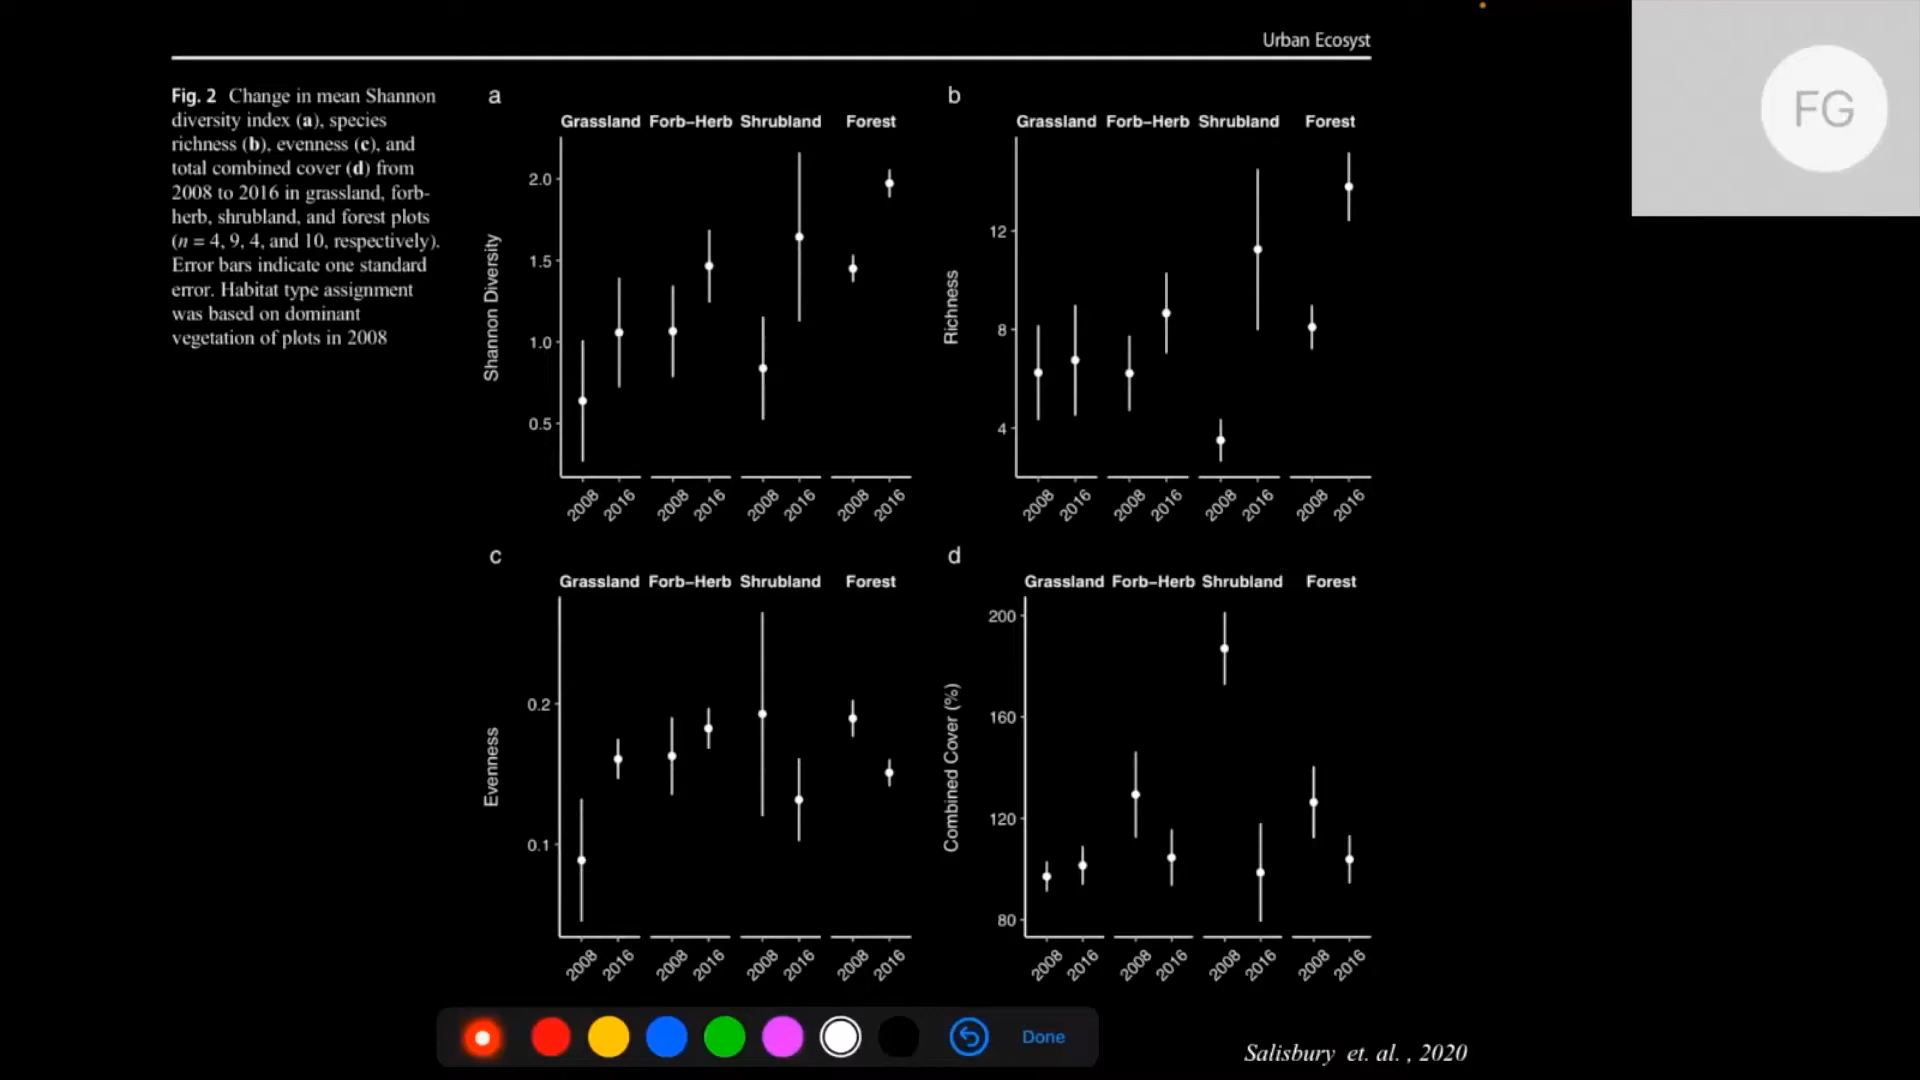 Urban Ecosyst
FG
Fig. 2 Change in mean Shannon
diversity index (a), species
richness (b), evenness (c), and
total combined cover (d) from
2008 to 2016 in grassland, forb-
herb, shrubland, and forest plots
(n = 4, 9, 4, and 10, respectively).
Error bars indicate one standard
error. Habitat type assignment
was based on dominant
vegetation of plots in 2008
a
Grassland Forb–Herb Shrubland Forest
Shannon Diversity
2.0
1.5
1.0
0.5
2008 2016 2008 2016 2008 2016 2008 2016
b
Grassland Forb–Herb Shrubland Forest
Richness
12
8
4
2008 2016 2008 2016 2008 2016 2008 2016
c
Grassland Forb–Herb Shrubland Forest
Evenness
0.2
0.1
2008 2016 2008 2016 2008 2016 2008 2016
d
Grassland Forb–Herb Shrubland Forest
Combined Cover (%)
200
160
120
80
2008 2016 2008 2016 2008 2016 2008 2016
Done
Salisbury et. al. , 2020